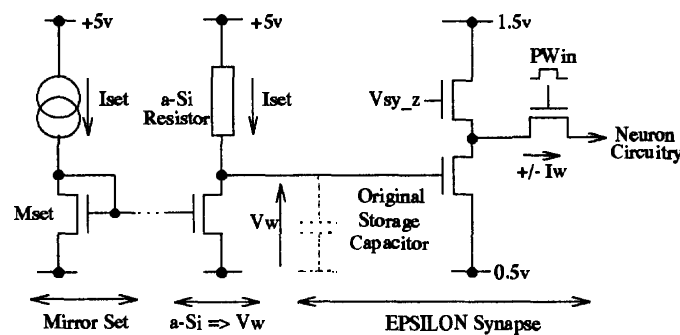 +5v
+5v
1.5v
PWin
Iset
a-Si
Resistor
Iset
Vsy_z
Neuron
Circuitry
+/- Iw
Mset
Vw
Original
Storage
Capacitor
0.5v
Mirror Set
a-Si => Vw
EPSILON Synapse